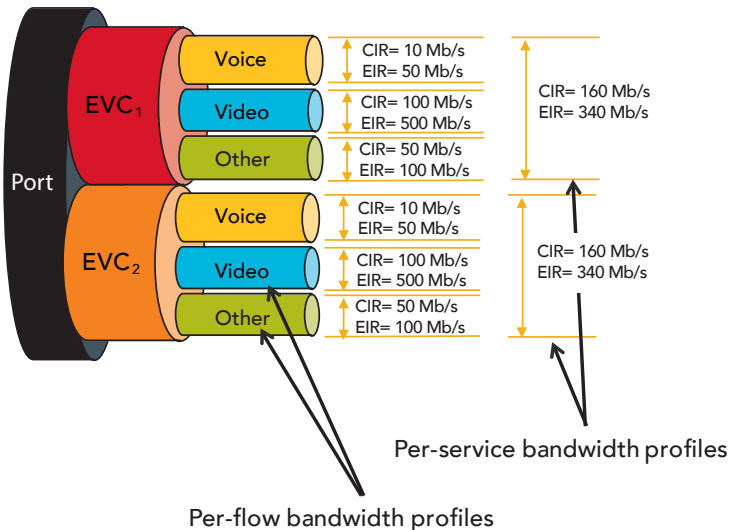 Port
EVC1
Voice
CIR= 10 Mb/s
EIR= 50 Mb/s
Video
CIR= 100 Mb/s
EIR= 500 Mb/s
Other
CIR= 50 Mb/s
EIR= 100 Mb/s
CIR= 160 Mb/s
EIR= 340 Mb/s
EVC2
Voice
CIR= 10 Mb/s
EIR= 50 Mb/s
Video
CIR= 100 Mb/s
EIR= 500 Mb/s
Other
CIR= 50 Mb/s
EIR= 100 Mb/s
CIR= 160 Mb/s
EIR= 340 Mb/s
Per-service bandwidth profiles
Per-flow bandwidth profiles